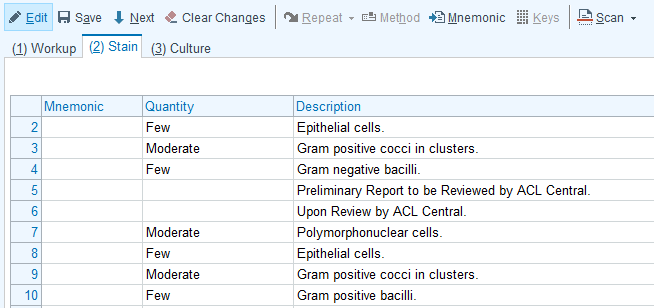 Edit Save Next Clear Changes Repeat Method Mnemonic Keys Scan
(1) Workup (2) Stain (3) Culture
Mnemonic Quantity Description
2 Few Epithelial cells.
3 Moderate Gram positive cocci in clusters.
4 Few Gram negative bacilli.
5 Preliminary Report to be Reviewed by ACL Central.
6 Upon Review by ACL Central.
7 Moderate Polymorphonuclear cells.
8 Few Epithelial cells.
9 Moderate Gram positive cocci in clusters.
10 Few Gram positive bacilli.